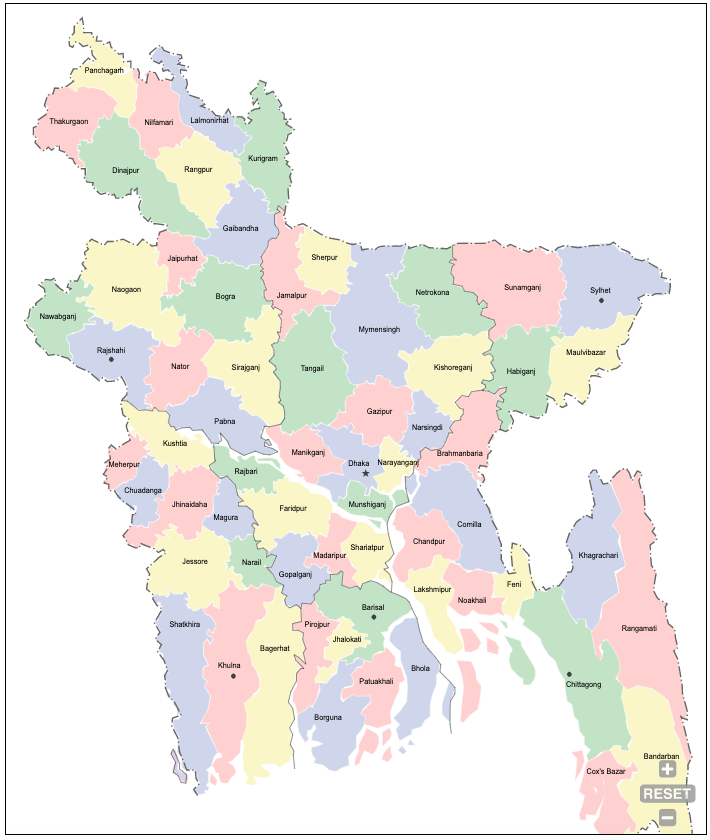 Panchagarh
Thakurgaon
Nilfamari
Lalmonirhat
Dinajpur
Rangpur
Kurigram
Gaibandha
Jaipurhat
Sherpur
Naogaon
Bogra
Jamalpur
Netrokona
Sunamganj
Sylhet
Nawabganj
Mymensingh
Rajshahi
Maulvibazar
Nator
Sirajganj
Tangail
Kishoreganj
Habiganj
Gazipur
Pabna
Narsingdi
Kushtia
Manikganj
Brahmanbaria
Meherpur
Dhaka
Narayanganj
Rajbari
Chuadanga
Jhinaidaha
Magura
Faridpur
Munshiganj
Comilla
Chandpur
Shariatpur
Madaripur
Khagrachari
Jessore
Narail
Gopalganj
Lakshmipur
Feni
Noakhali
Barisal
Shatkhira
Pirojpur
Rangamati
Jhalokati
Bagerhat
Khulna
Bhola
Patuakhali
Chittagong
Borguna
Bandarban
Cox's Bazar
+
RESET
−